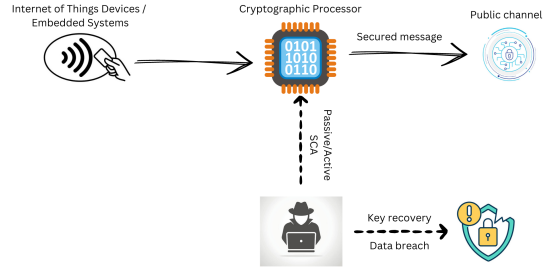 Internet of Things Devices /
Embedded Systems
Cryptographic Processor
Public channel
0101
1010
0110
Secured message
Passive/Active
SCA
Key recovery
Data breach